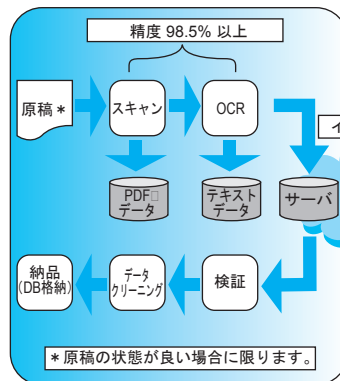 精度 98.5% 以上
原稿 *
スキャン
OCR
PDF□
データ
テキスト
データ
サーバ
納品
(DB格納)
データ
クリーニング
検証
* 原稿の状態が良い場合に限ります。